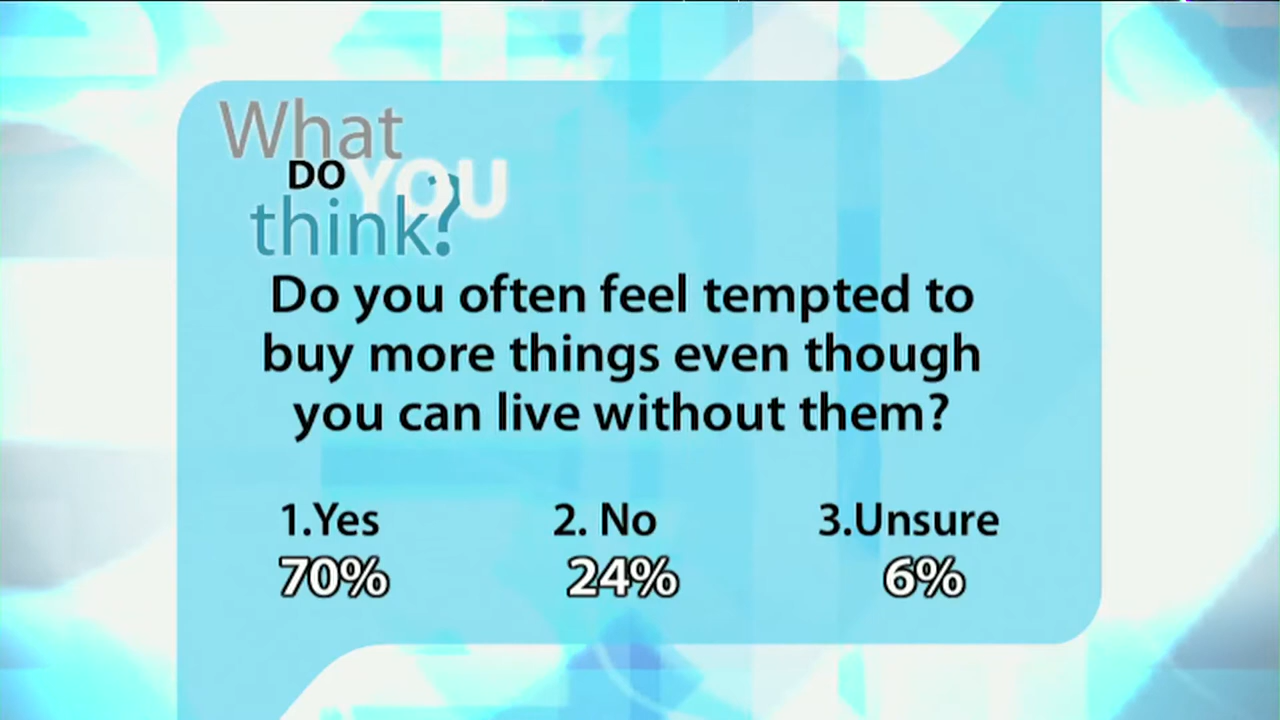 What
DO YOU
think?
Do you often feel tempted to
buy more things even though
you can live without them?
1.Yes 2. No 3.Unsure
70% 24% 6%